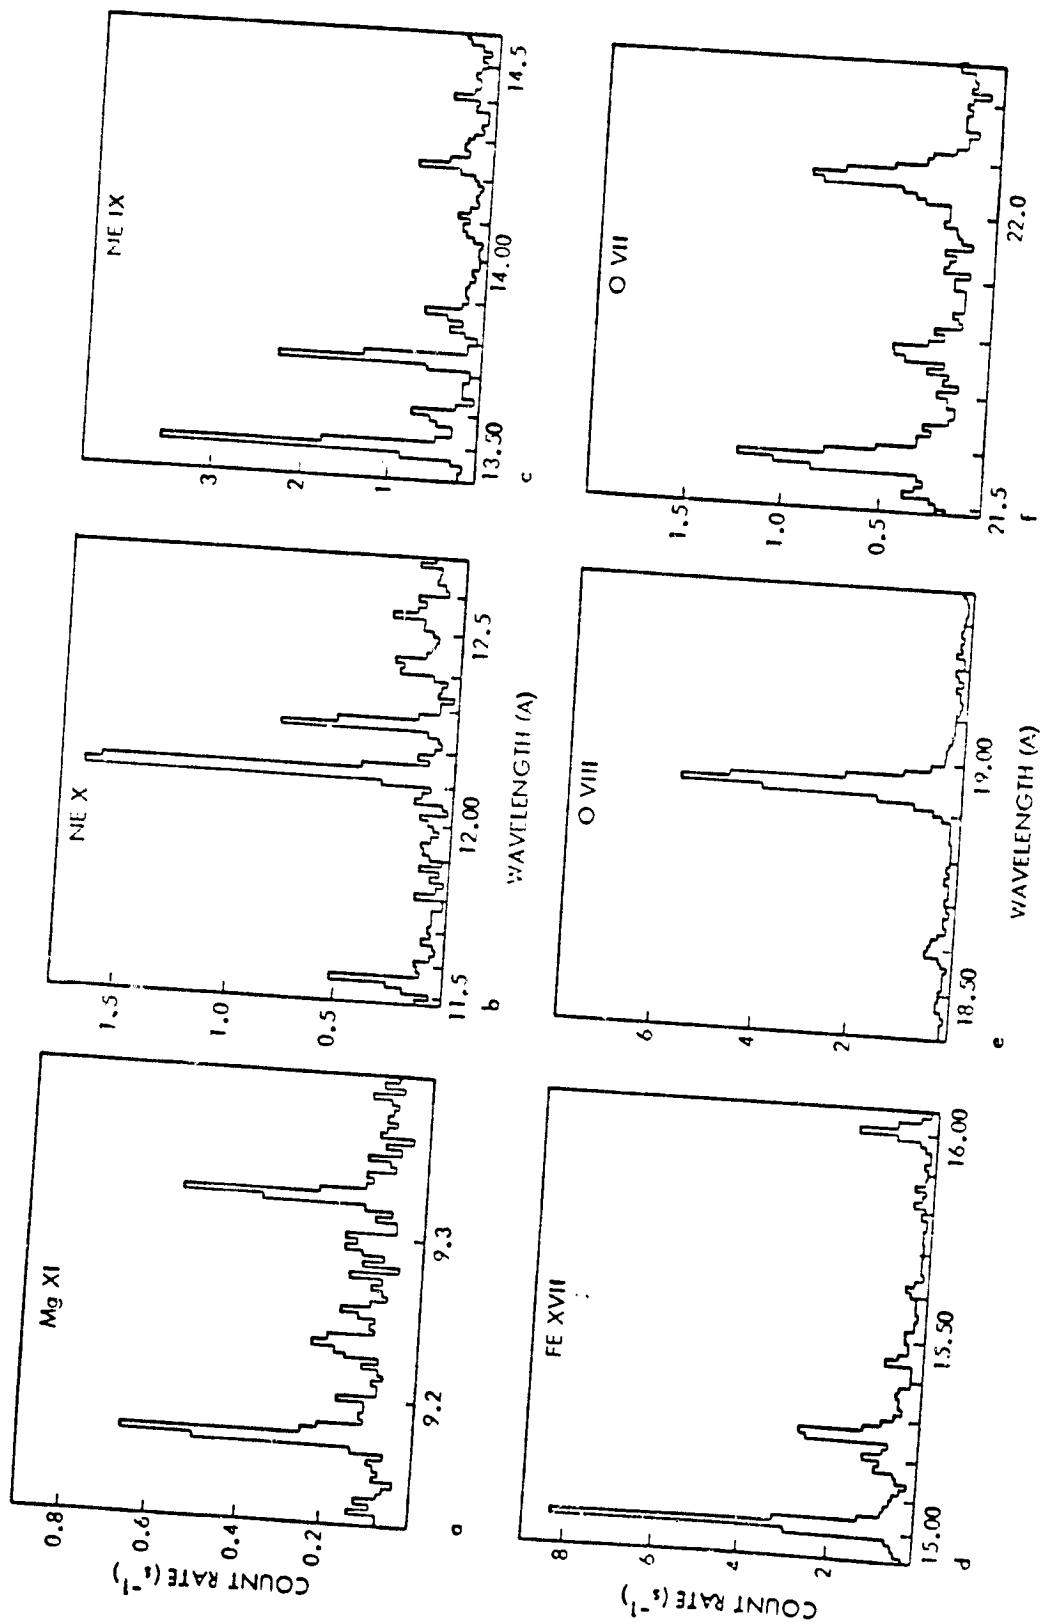 Mg XI
0.8
0.6
0.4
0.2
9.2
9.3
a
COUNT RATE (s⁻¹)
NE X
1.5
1.0
0.5
11.5
12.00
12.5
b
WAVELENGTH (A)
NE IX
3
2
1
13.50
14.00
14.5
c
FE XVII
8
6
4
2
15.00
15.50
16.00
d
COUNT RATE (s⁻¹)
O VIII
6
4
2
18.50
19.00
e
WAVELENGTH (A)
O VII
1.5
1.0
0.5
21.5
22.0
f